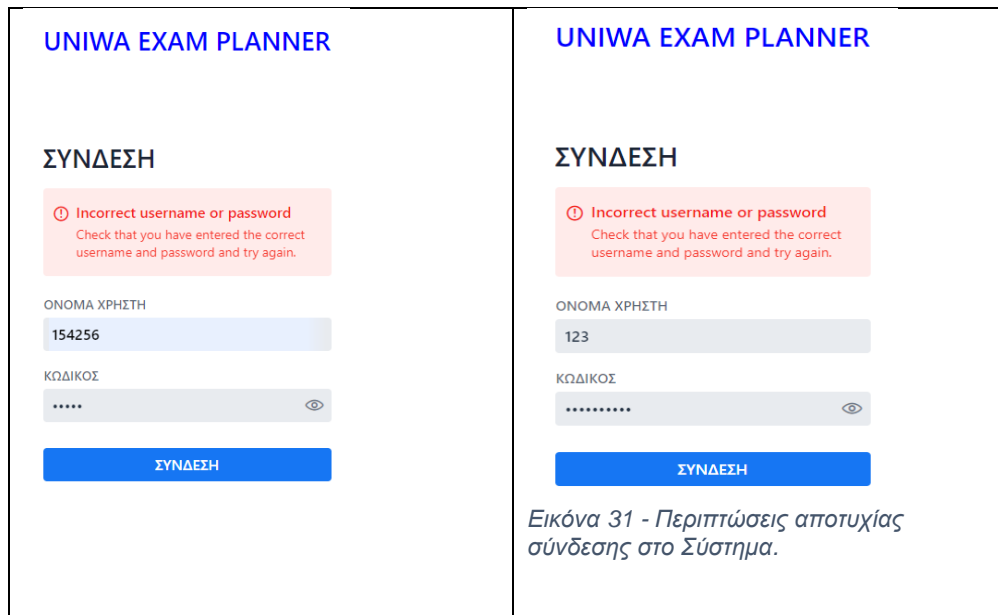 UNIWA EXAM PLANNER
ΣΥΝΔΕΣΗ
Incorrect username or password
Check that you have entered the correct
username and password and try again.
ΟΝΟΜΑ ΧΡΗΣΤΗ
154256
ΚΩΔΙΚΟΣ
•••••
ΣΥΝΔΕΣΗ
UNIWA EXAM PLANNER
ΣΥΝΔΕΣΗ
Incorrect username or password
Check that you have entered the correct
username and password and try again.
ΟΝΟΜΑ ΧΡΗΣΤΗ
123
ΚΩΔΙΚΟΣ
••••••••••
ΣΥΝΔΕΣΗ
Εικόνα 31 - Περιπτώσεις αποτυχίας
σύνδεσης στο Σύστημα.